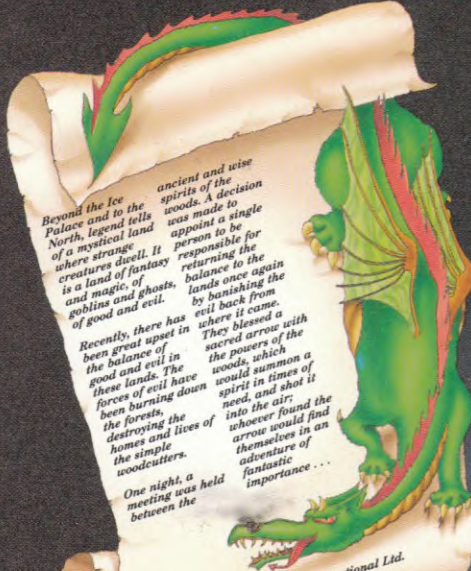 Beyond the Ice
Palace and to the
North, legend tells
of a mystical land
where strange
creatures dwell. It
is a land of fantasy
and magic, of
goblins and ghosts,
of good and evil.
Recently, there has
been great upset in
the balance of
good and evil in
these lands. The
forces of evil have
been burning down
the forests,
destroying the
homes and lives of
the simple
woodcutters.
One night, a
meeting was held
between the
ancient and wise
spirits of the
woods. A decision
was made to
appoint a single
person to be
responsible for
returning the
balance to the
lands once again
by banishing the
evil back from
where it came.
They blessed a
sacred arrow with
the powers of the
woods, which
would summon a
spirit in times of
need, and shot it
into the air;
whoever found the
arrow would find
themselves in an
adventure of
fantastic
importance . . .
Ltd.